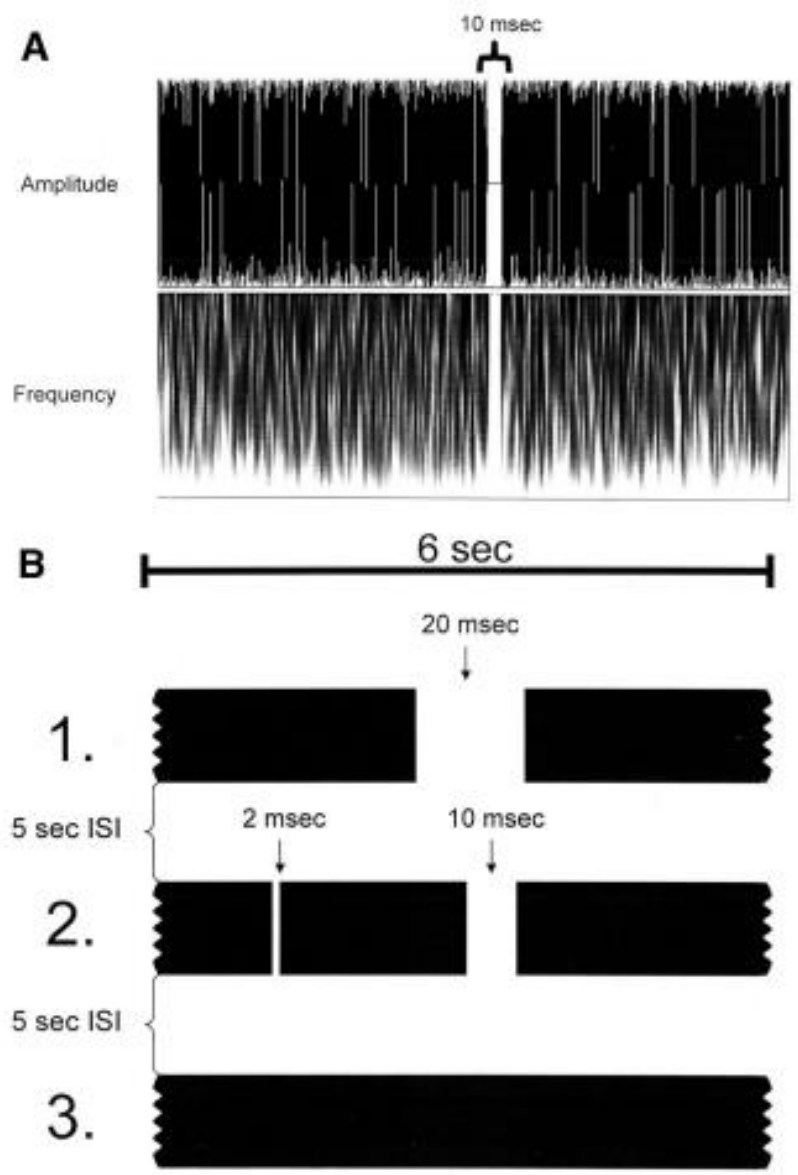 10 msec
A
Amplitude
Frequency
B
6 sec
20 msec
1.
5 sec ISI
2 msec 10 msec
2.
5 sec ISI
3.